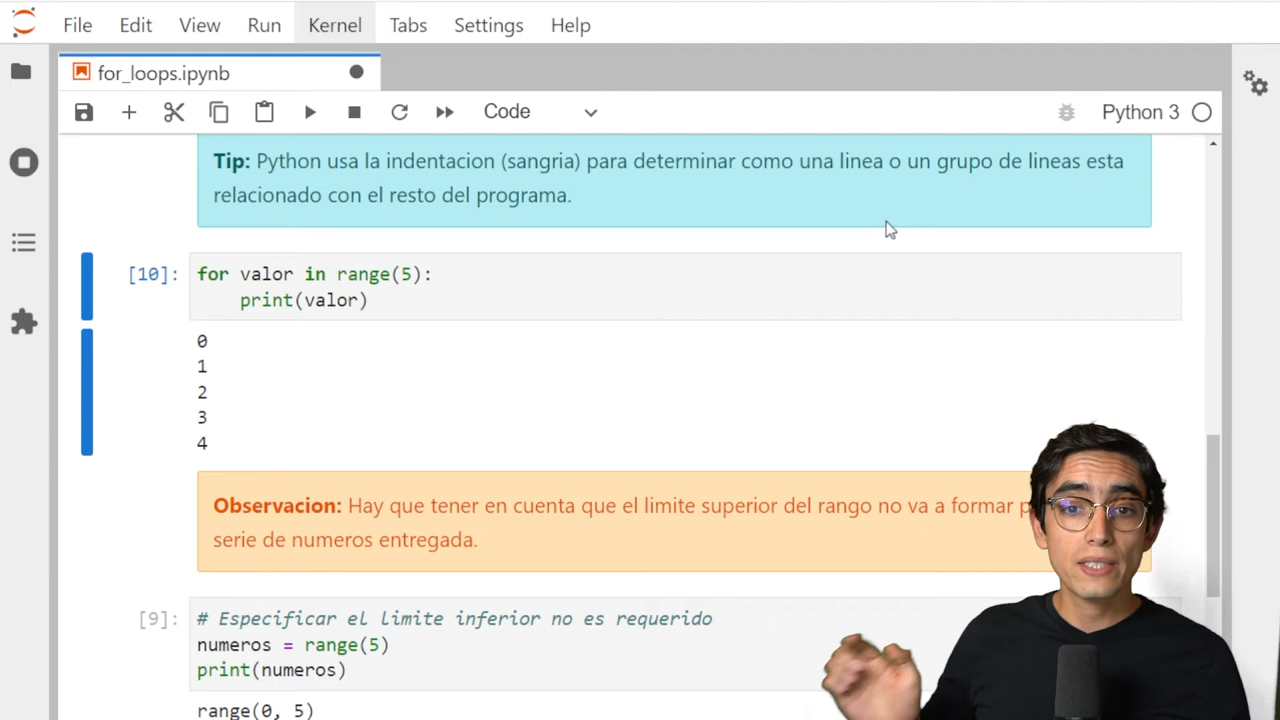 File Edit View Run Kernel Tabs Settings Help
for_loops.ipynb
Code Python 3
Tip: Python usa la indentacion (sangria) para determinar como una linea o un grupo de lineas esta
relacionado con el resto del programa.
[10]: for valor in range(5):
print(valor)
0
1
2
3
4
Observacion: Hay que tener en cuenta que el limite superior del rango no va a formar
serie de numeros entregada.
[9]: # Especificar el limite inferior no es requerido
numeros = range(5)
print(numeros)
range(0, 5)